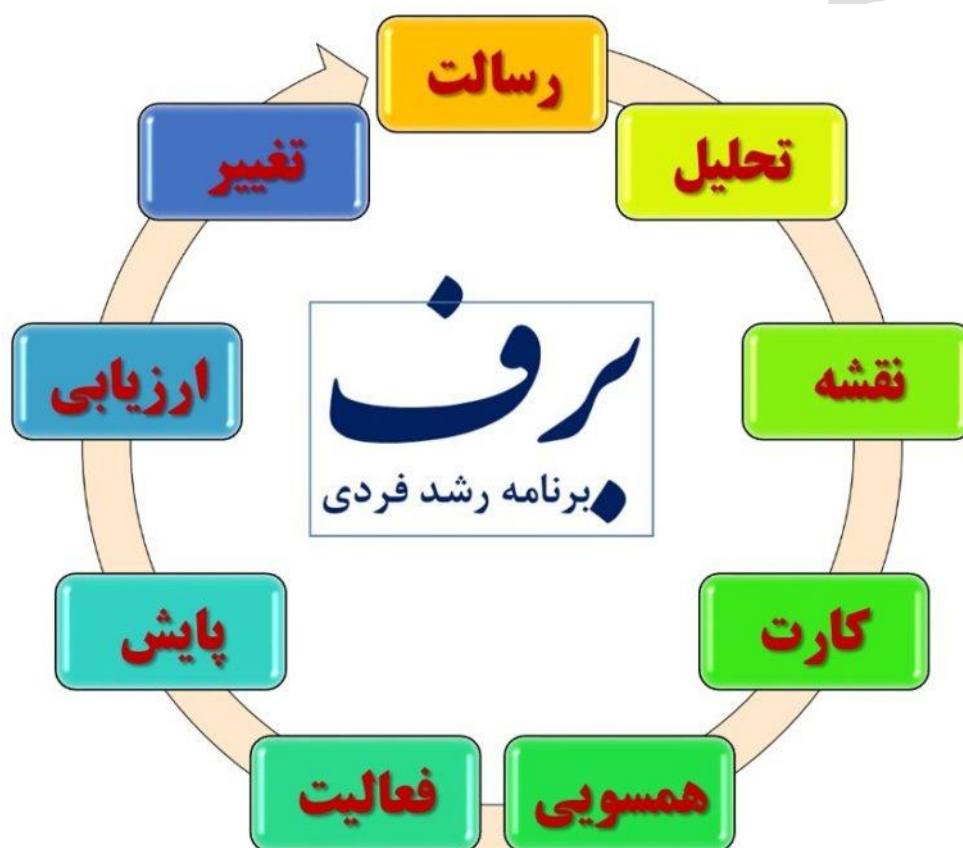 رسالت
تحلیل
نقشه
کارت
همسویی
فعالیت
پایش
ارزیابی
تغییر
برف
برنامه رشد فردی